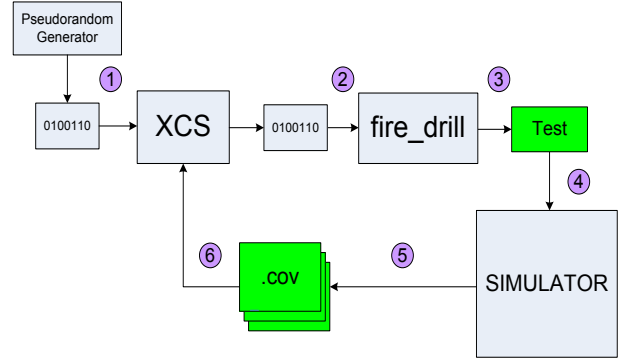 Pseudorandom
Generator
1
2
3
0100110
XCS
0100110
fire_drill
Test
4
6
5
.cov
SIMULATOR